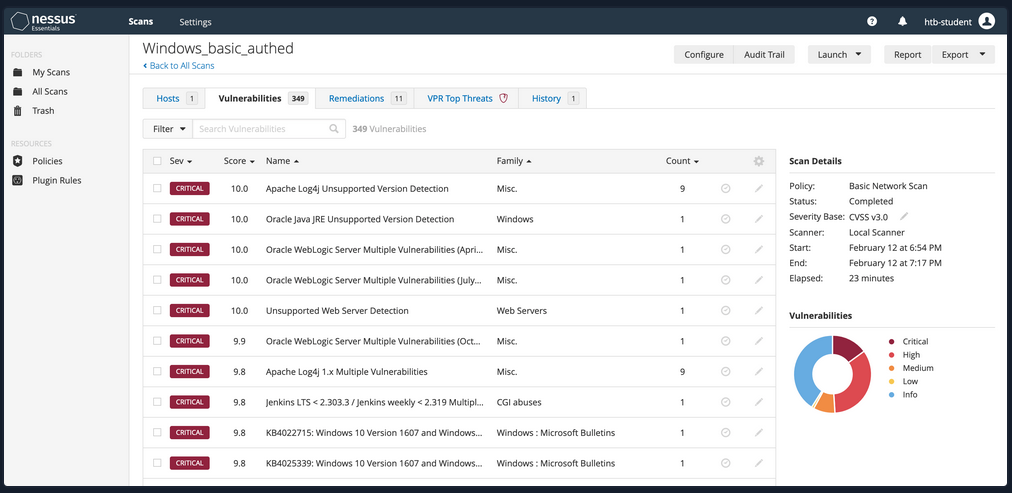 nessus Essentials Scans Settings htb-student
Windows_basic_authed
Back to All Scans
Configure Audit Trail Launch Report Export
FOLDERS
My Scans
All Scans
Trash
RESOURCES
Policies
Plugin Rules
Hosts 1 Vulnerabilities 349 Remediations 11 VPR Top Threats History 1
Filter Search Vulnerabilities 349 Vulnerabilities
Sev Score Name Family Count
CRITICAL 10.0 Apache Log4j Unsupported Version Detection Misc. 9
CRITICAL 10.0 Oracle Java JRE Unsupported Version Detection Windows 1
CRITICAL 10.0 Oracle WebLogic Server Multiple Vulnerabilities (Apri... Misc. 1
CRITICAL 10.0 Oracle WebLogic Server Multiple Vulnerabilities (July... Misc. 1
CRITICAL 10.0 Unsupported Web Server Detection Web Servers 1
CRITICAL 9.9 Oracle WebLogic Server Multiple Vulnerabilities (Oct... Misc. 1
CRITICAL 9.8 Apache Log4j 1.x Multiple Vulnerabilities Misc. 9
CRITICAL 9.8 Jenkins LTS < 2.303.3 / Jenkins weekly < 2.319 Multipl... CGI abuses 1
CRITICAL 9.8 KB4022715: Windows 10 Version 1607 and Windows... Windows : Microsoft Bulletins 1
CRITICAL 9.8 KB4025339: Windows 10 Version 1607 and Windows... Windows : Microsoft Bulletins 1
Scan Details
Policy: Basic Network Scan
Status: Completed
Severity Base: CVSS v3.0
Scanner: Local Scanner
Start: February 12 at 6:54 PM
End: February 12 at 7:17 PM
Elapsed: 23 minutes
Vulnerabilities
Critical
High
Medium
Low
Info